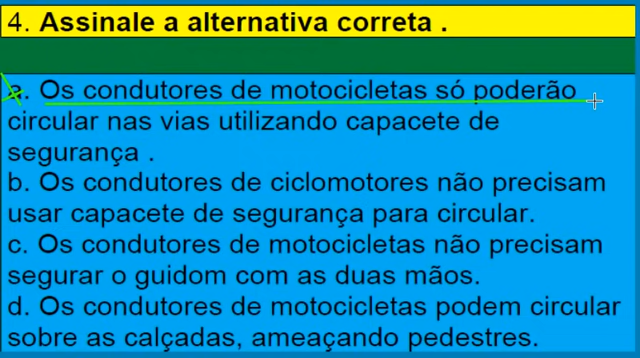 4. Assinale a alternativa correta .
a. Os condutores de motocicletas só poderão
circular nas vias utilizando capacete de
segurança .
b. Os condutores de ciclomotores não precisam
usar capacete de segurança para circular.
c. Os condutores de motocicletas não precisam
segurar o guidom com as duas mãos.
d. Os condutores de motocicletas podem circular
sobre as calçadas, ameaçando pedestres.